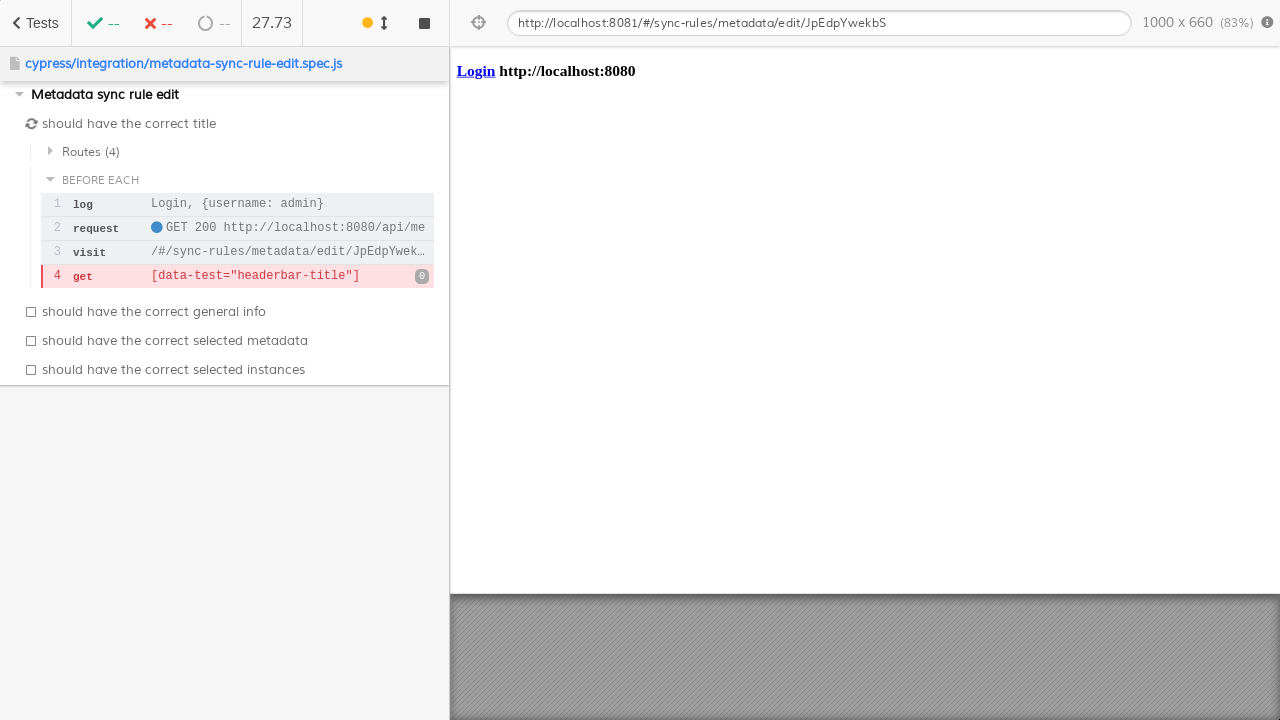 Tests -- -- -- 27.73
http://localhost:8081/#/sync-rules/metadata/edit/JpEdpYwekbS 1000 x 660 (83%)
cypress/integration/metadata-sync-rule-edit.spec.js
Metadata sync rule edit
should have the correct title
Routes (4)
BEFORE EACH
1 log Login, {username: admin}
2 request GET 200 http://localhost:8080/api/me
3 visit /#/sync-rules/metadata/edit/JpEdpYwek…
4 get [data-test="headerbar-title"] 0
should have the correct general info
should have the correct selected metadata
should have the correct selected instances
Login http://localhost:8080